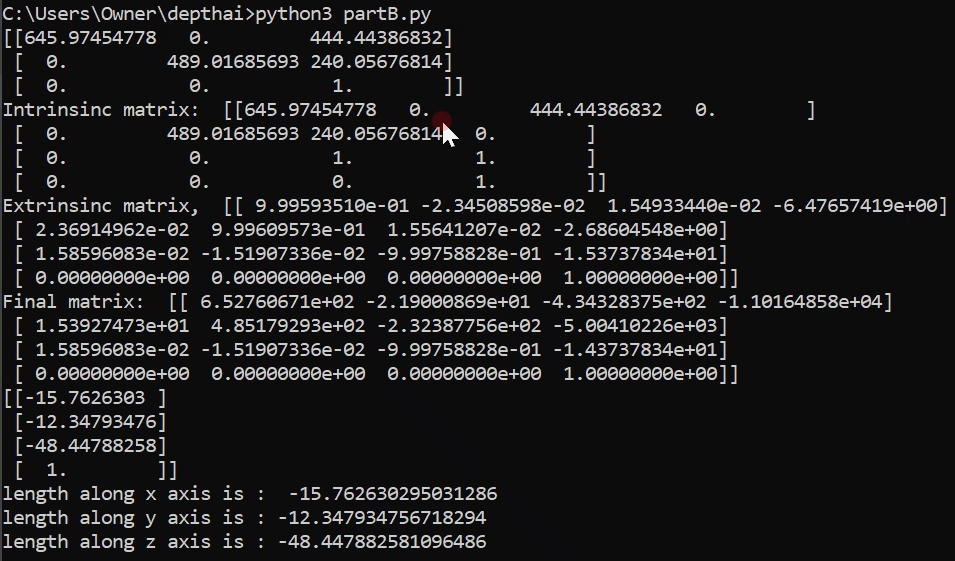 C:\Users\Owner\depthai>python3 partB.py
[[645.97454778   0.         444.44386832]
 [  0.         489.01685693 240.05676814]
 [  0.           0.           1.        ]]
Intrinsinc matrix:  [[645.97454778   0.         444.44386832   0.        ]
 [  0.         489.01685693 240.05676814   0.        ]
 [  0.           0.           1.           1.        ]
 [  0.           0.           0.           1.        ]]
Extrinsinc matrix,  [[ 9.99593510e-01 -2.34508598e-02  1.54933440e-02 -6.47657419e+00]
 [ 2.36914962e-02  9.99609573e-01  1.55641207e-02 -2.68604548e+00]
 [ 1.58596083e-02 -1.51907336e-02 -9.99758828e-01 -1.53737834e+01]
 [ 0.00000000e+00  0.00000000e+00  0.00000000e+00  1.00000000e+00]]
Final matrix:  [[ 6.52760671e+02 -2.19000869e+01 -4.34328375e+02 -1.10164858e+04]
 [ 1.53927473e+01  4.85179293e+02 -2.32387756e+02 -5.00410226e+03]
 [ 1.58596083e-02 -1.51907336e-02 -9.99758828e-01 -1.43737834e+01]
 [ 0.00000000e+00  0.00000000e+00  0.00000000e+00  1.00000000e+00]]
[[-15.7626303 ]
 [-12.34793476]
 [-48.44788258]
 [  1.        ]]
length along x axis is :  -15.762630295031286
length along y axis is : -12.347934756718294
length along z axis is : -48.447882581096486